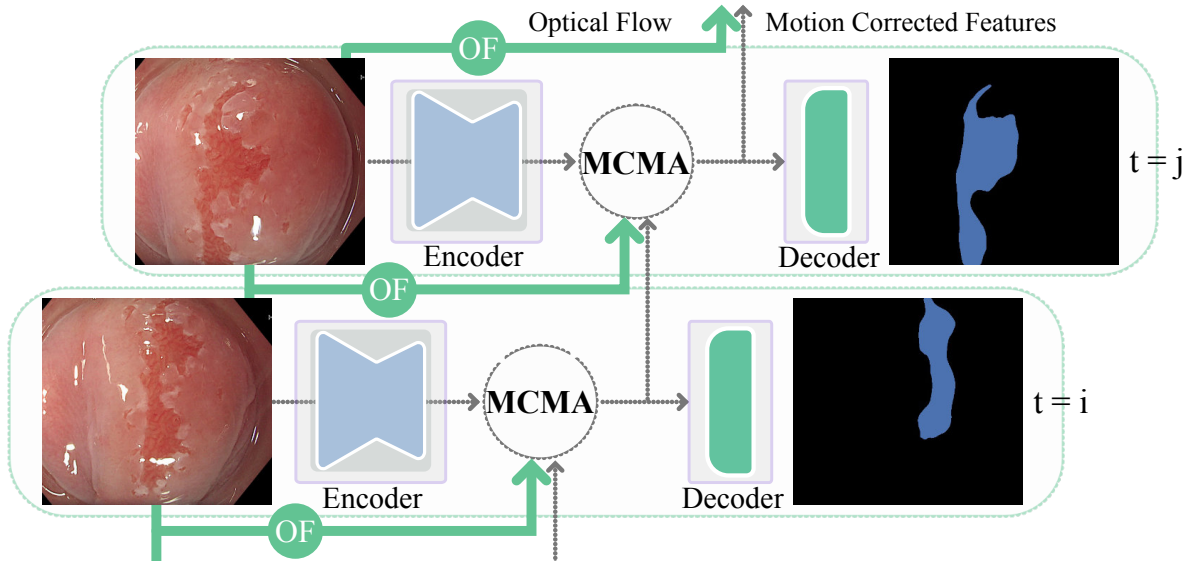 Optical Flow
Motion Corrected Features
OF
MCMA
t = j
Encoder
Decoder
OF
MCMA
t = i
Encoder
Decoder
OF